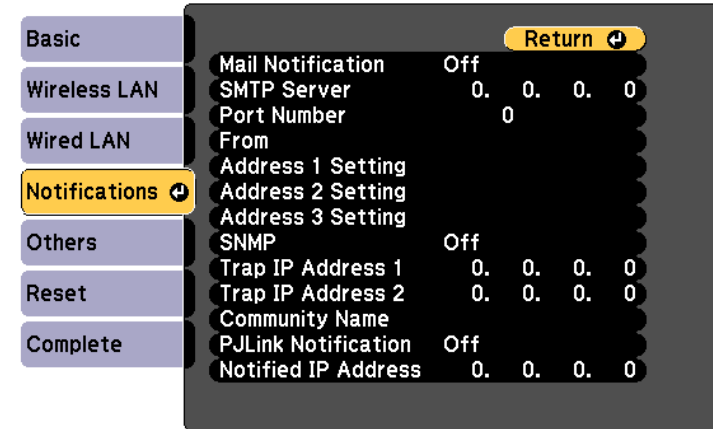 Basic
Wireless LAN
Wired LAN
Notifications
Others
Reset
Complete
Return
Mail Notification Off
SMTP Server 0. 0. 0. 0
Port Number 0
From
Address 1 Setting
Address 2 Setting
Address 3 Setting
SNMP Off
Trap IP Address 1 0. 0. 0. 0
Trap IP Address 2 0. 0. 0. 0
Community Name
PJLink Notification Off
Notified IP Address 0. 0. 0. 0